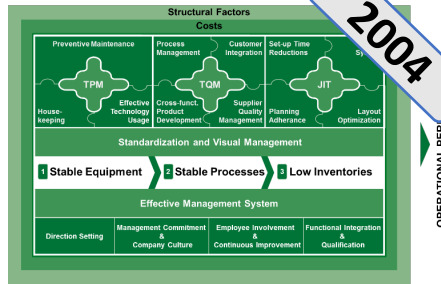 Structural Factors
Costs
2004
Preventive Maintenance
Process
Management
Customer
Integration
Set-up Time
Reductions
TPM
TQM
JIT
House-
keeping
Effective
Technology
Usage
Cross-funct.
Product
Development
Supplier
Quality
Management
Planning
Adherance
Layout
Optimization
Standardization and Visual Management
1 Stable Equipment
2 Stable Processes
3 Low Inventories
Effective Management System
Direction Setting
Management Commitment
&
Company Culture
Employee Involvement
&
Continuous Improvement
Functional Integration
&
Qualification